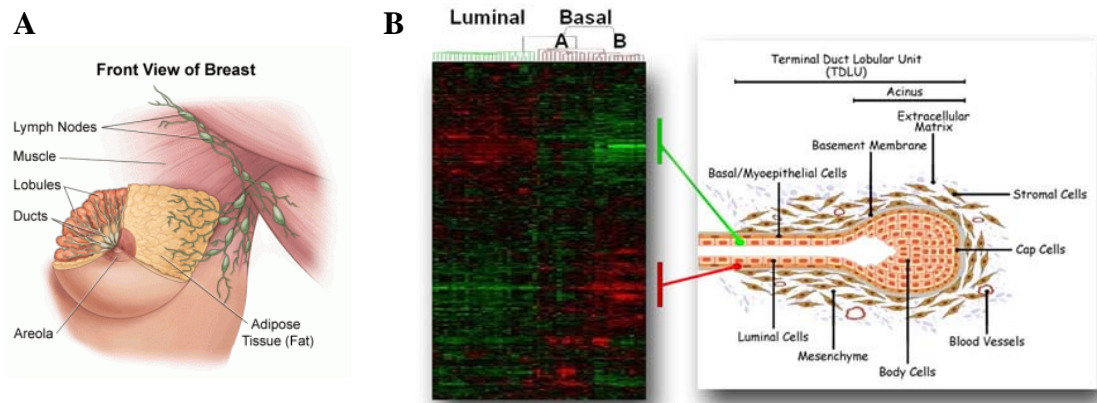 A
Front View of Breast
Lymph Nodes
Muscle
Lobules
Ducts
Areola
Adipose
Tissue (Fat)
B
Luminal
Basal
A
B
Terminal Duct Lobular Unit
(TDLU)
Acinus
Extracellular
Matrix
Basement Membrane
Basal/Myoepithelial Cells
Stromal Cells
Cap Cells
Luminal Cells
Mesenchyme
Body Cells
Blood Vessels